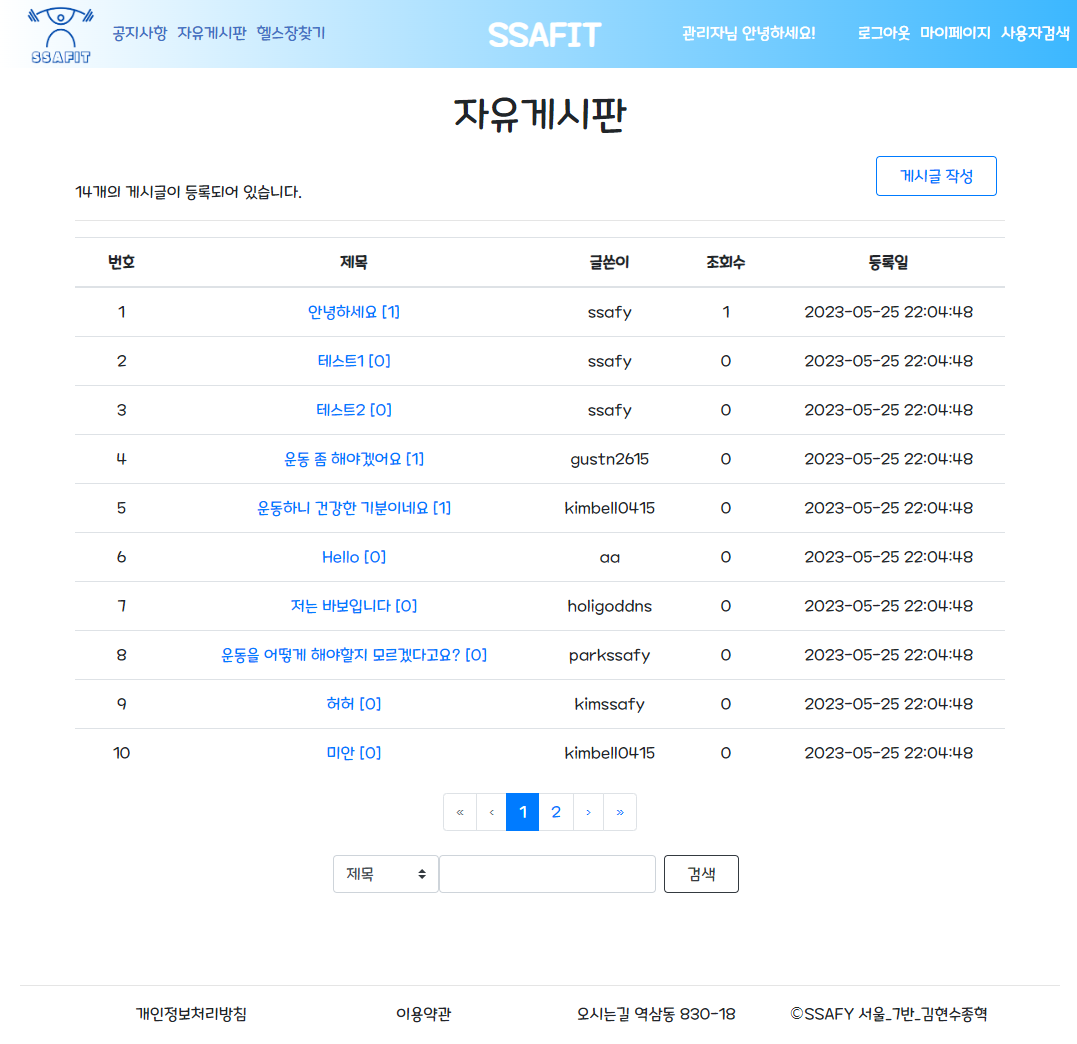 SSAFIT
공지사항 자유게시판 헬스장찾기
SSAFIT
관리자님 안녕하세요!
로그아웃 마이페이지 사용자검색
자유게시판
14개의 게시글이 등록되어 있습니다.
게시글 작성
번호 제목 글쓴이 조회수 등록일
1 안녕하세요 [1] ssafy 1 2023-05-25 22:04:48
2 테스트1 [0] ssafy 0 2023-05-25 22:04:48
3 테스트2 [0] ssafy 0 2023-05-25 22:04:48
4 운동 좀 해야겠어요 [1] gustn2615 0 2023-05-25 22:04:48
5 운동하니 건강한 기분이네요 [1] kimbell0415 0 2023-05-25 22:04:48
6 Hello [0] aa 0 2023-05-25 22:04:48
7 저는 바보입니다 [0] holigoddns 0 2023-05-25 22:04:48
8 운동을 어떻게 해야할지 모르겠다고요? [0] parkssafy 0 2023-05-25 22:04:48
9 허허 [0] kimssafy 0 2023-05-25 22:04:48
10 미안 [0] kimbell0415 0 2023-05-25 22:04:48
« ‹ 1 2 › »
제목 검색
개인정보처리방침 이용약관 오시는길 역삼동 830-18 ©SSAFY 서울_7반_김현수종혁